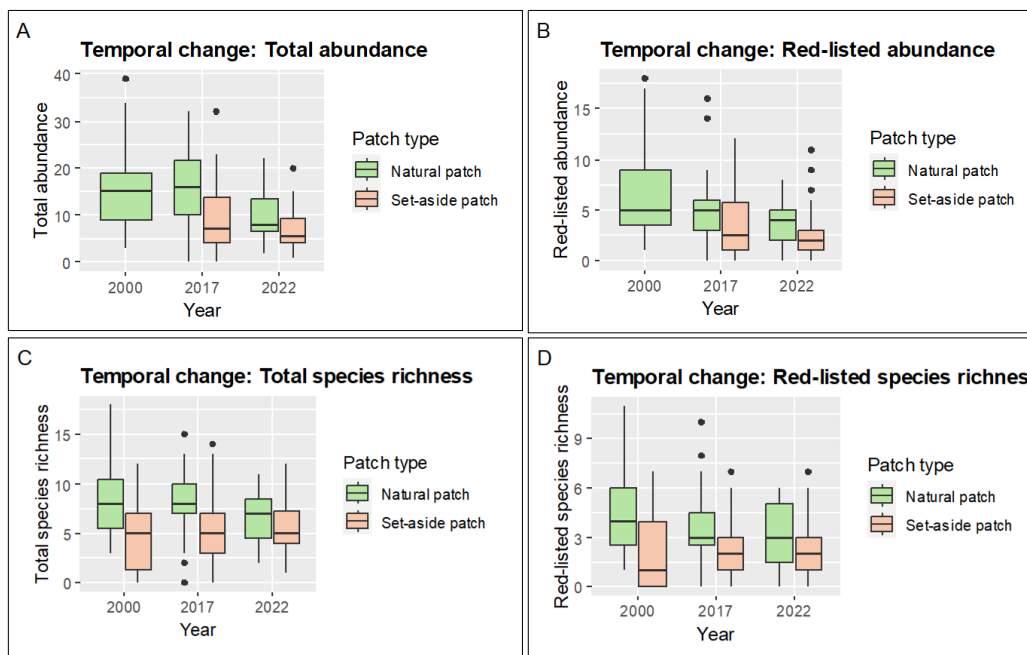 A
Temporal change: Total abundance
Total abundance
40
30
20
10
0
2000 2017 2022
Year
Patch type
Natural patch
Set-aside patch
B
Temporal change: Red-listed abundance
Red-listed abundance
15
10
5
0
2000 2017 2022
Year
Patch type
Natural patch
Set-aside patch
C
Temporal change: Total species richness
Total species richness
15
10
5
0
2000 2017 2022
Year
Patch type
Natural patch
Set-aside patch
D
Temporal change: Red-listed species richnes
Red-listed species richness
9
6
3
0
2000 2017 2022
Year
Patch type
Natural patch
Set-aside patch